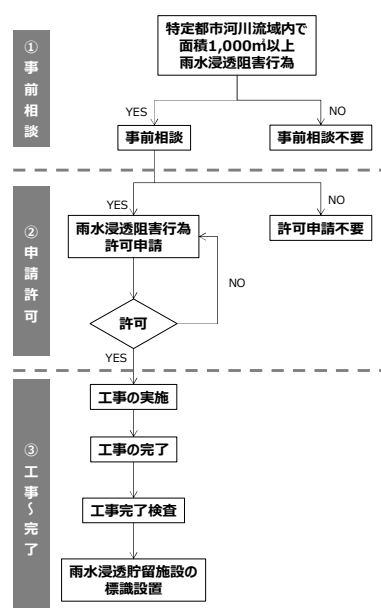 ①事前相談
特定都市河川流域内で
面積1,000㎡以上
雨水浸透阻害行為
YES
NO
事前相談
事前相談不要
②申請許可
YES
NO
雨水浸透阻害行為
許可申請
許可申請不要
NO
許可
YES
③工事~完了
工事の実施
工事の完了
工事完了検査
雨水浸透貯留施設の
標識設置